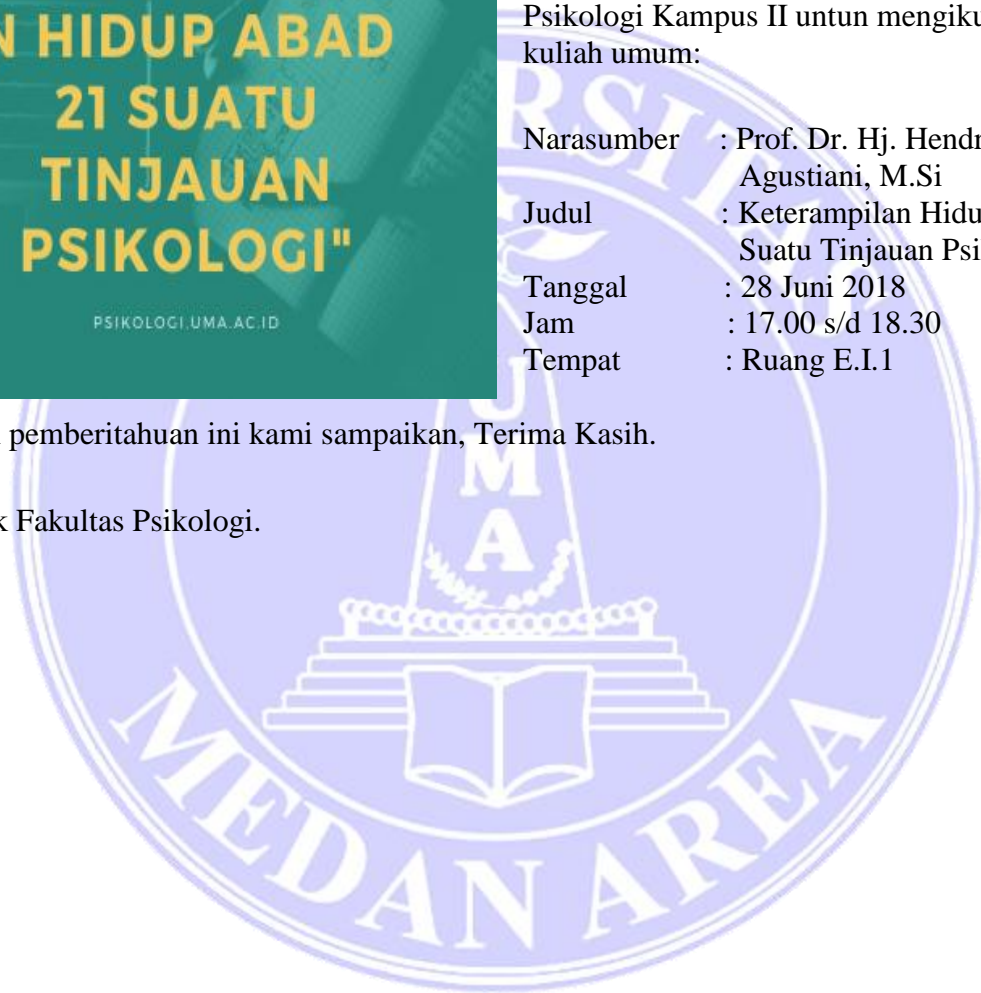 N HIDUP ABAD
21 SUATU
TINJAUAN
PSIKOLOGI"
PSIKOLOGI.UMA.AC.ID
Psikologi Kampus II untun mengiku
kuliah umum:
Narasumber : Prof. Dr. Hj. Hendr
Agustiani, M.Si
Judul : Keterampilan Hidu
Suatu Tinjauan Psi
Tanggal : 28 Juni 2018
Jam : 17.00 s/d 18.30
Tempat : Ruang E.I.1
pemberitahuan ini kami sampaikan, Terima Kasih.
k Fakultas Psikologi.
ERSITAS
UMA
MEDAN AREA